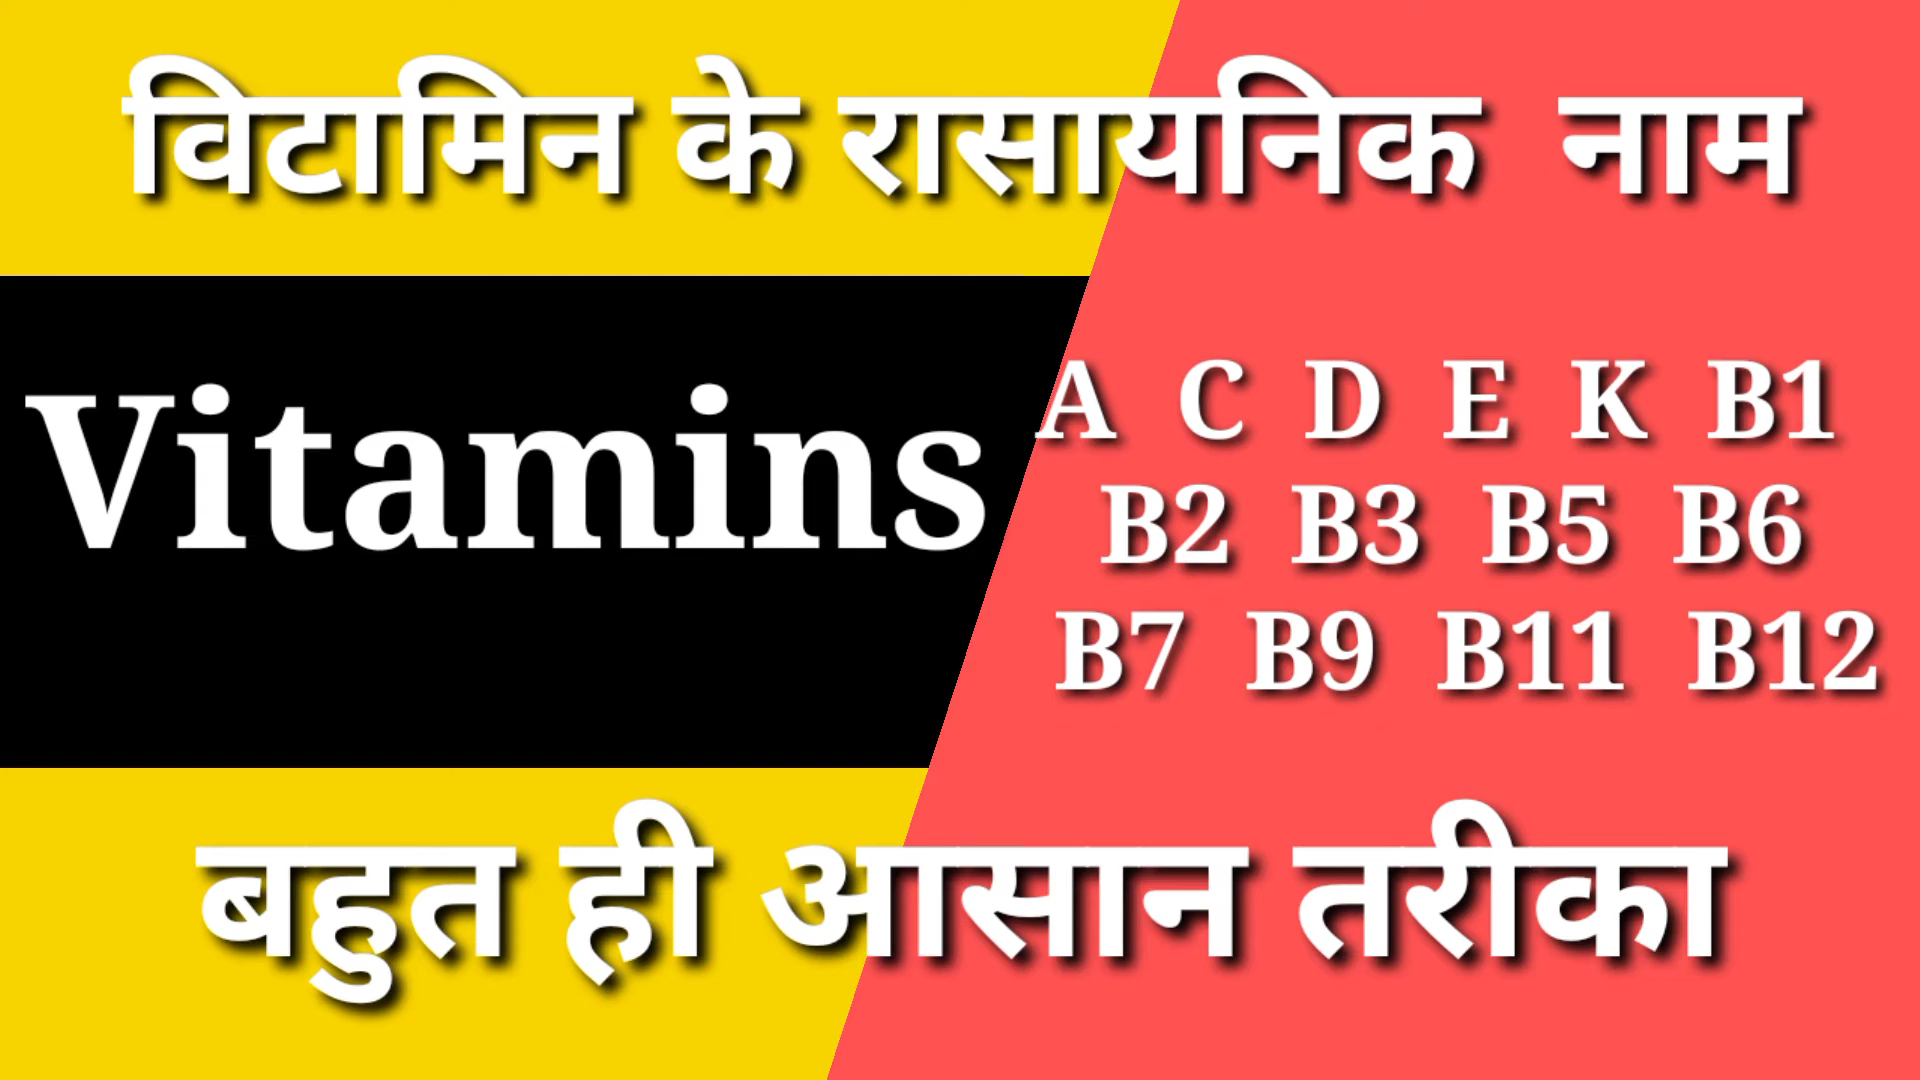 विटामिन के रासायनिक नाम
Vitamins
A C D E K B1
B2 B3 B5 B6
B7 B9 B11 B12
बहुत ही आसान तरीका